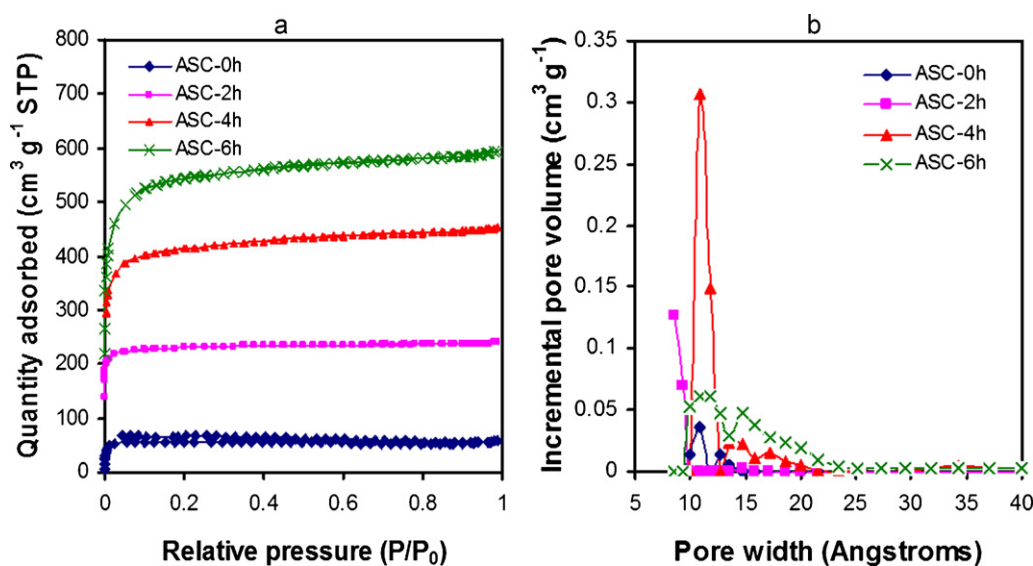 a
Quantity adsorbed (cm³ g⁻¹ STP)
800
700
600
500
400
300
200
100
0
ASC-0h
ASC-2h
ASC-4h
ASC-6h
0
0.2
0.4
0.6
0.8
1
Relative pressure (P/P₀)
b
Incremental pore volume (cm³ g⁻¹)
0.35
0.3
0.25
0.2
0.15
0.1
0.05
0
ASC-0h
ASC-2h
ASC-4h
ASC-6h
5
10
15
20
25
30
35
40
Pore width (Angstroms)